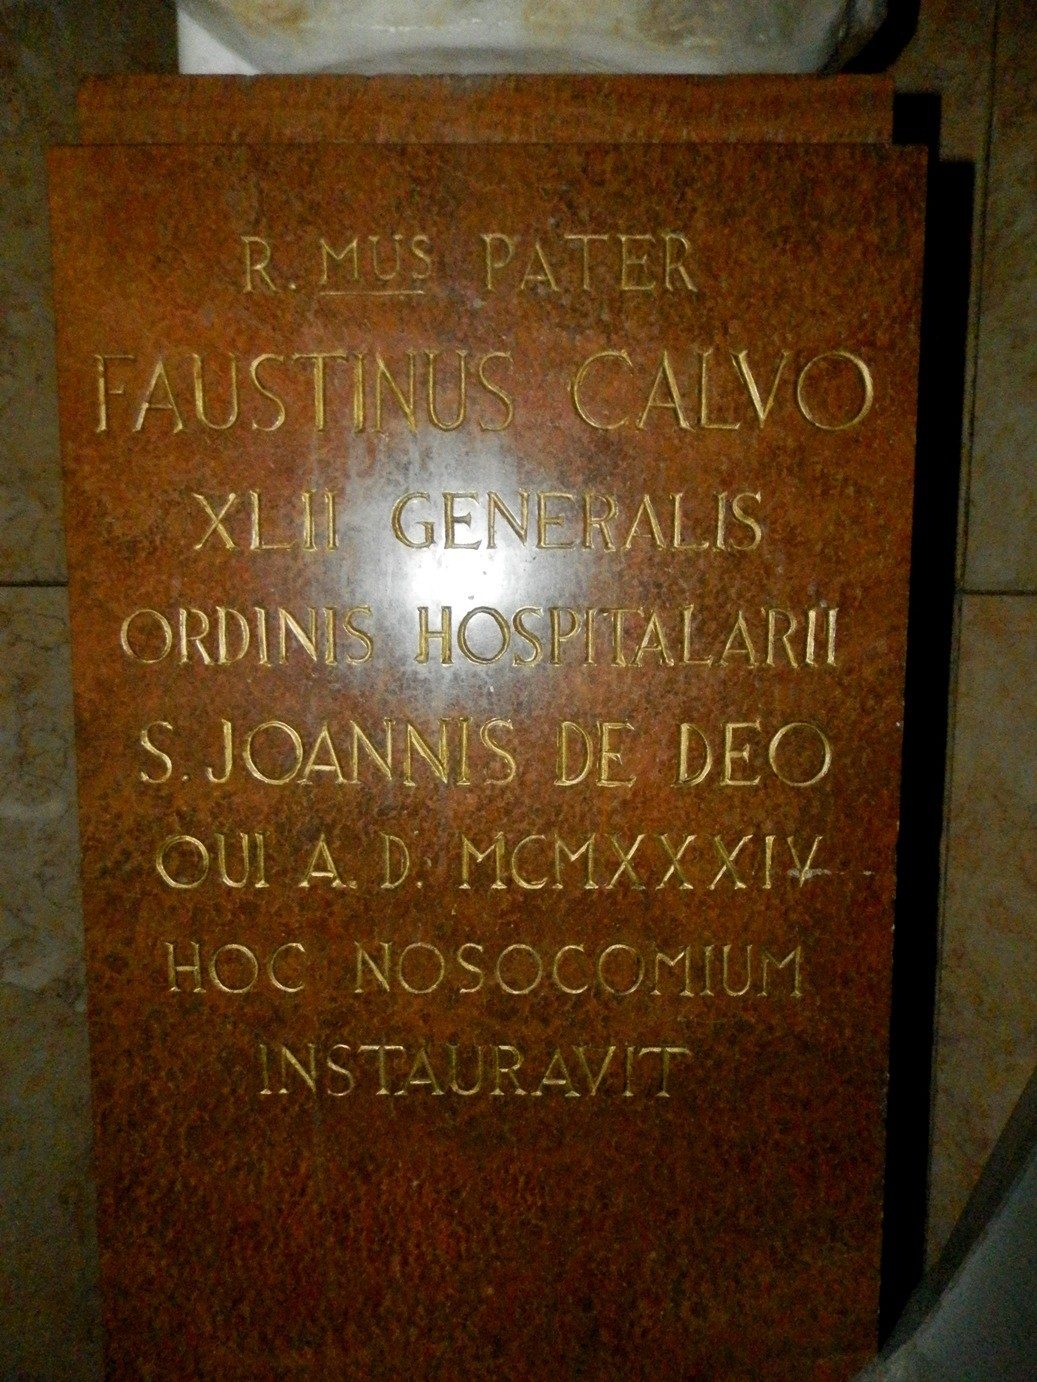 R. MUS PATER
FAUSTINUS CALVO
XLII GENERALIS
ORDINIS HOSPITALARII
S. JOANNIS DE DEO
QUI A. D. MCMXXXIV
HOC NOSOCOMIUM
INSTAURAVIT